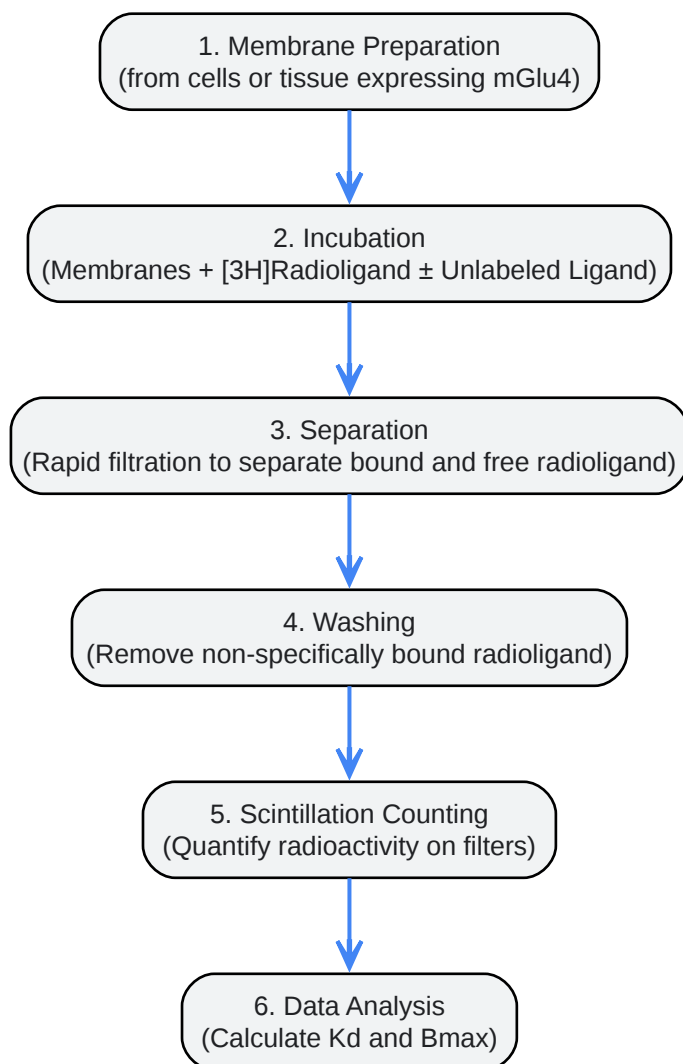 1. Membrane Preparation
(from cells or tissue expressing mGlu4)
2. Incubation
(Membranes + [3H]Radioligand ± Unlabeled Ligand)
3. Separation
(Rapid filtration to separate bound and free radioligand)
4. Washing
(Remove non-specifically bound radioligand)
5. Scintillation Counting
(Quantify radioactivity on filters)
6. Data Analysis
(Calculate Kd and Bmax)